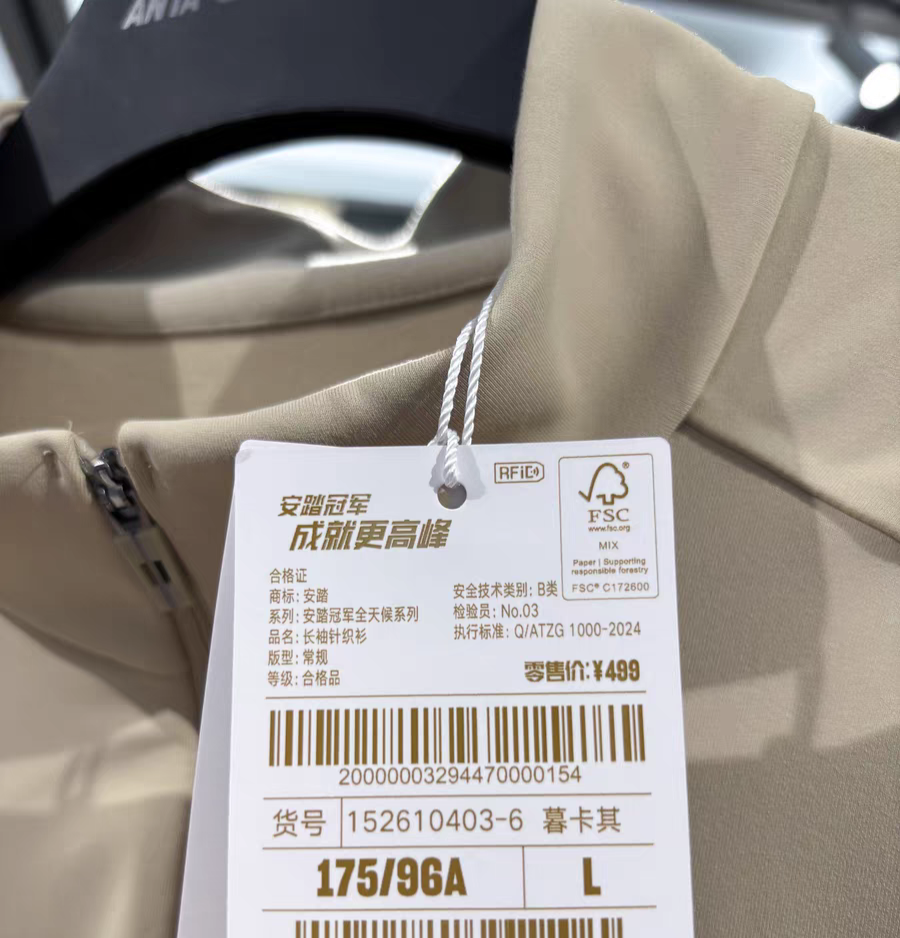 ANTA
RFiD
安踏冠军
成就更高峰
FSC
www.fsc.org
MIX
Paper | Supporting
responsible forestry
FSC® C172600
合格证
商标: 安踏
系列: 安踏冠军全天候系列
品名: 长袖针织衫
版型: 常规
等级: 合格品
安全技术类别: B类
检验员: No.03
执行标准: Q/ATZG 1000-2024
零售价:¥499
20000003294470000154
货号 152610403-6 暮卡其
175/96A L